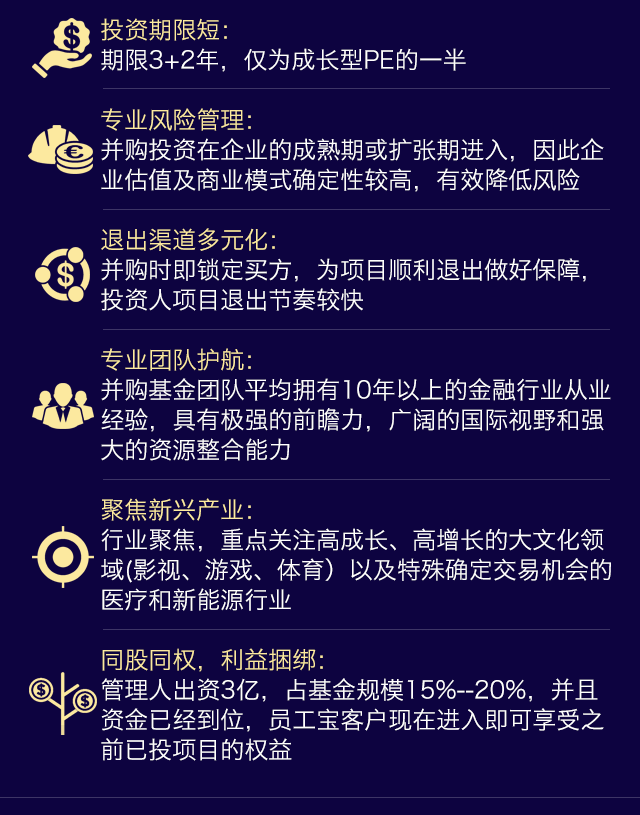 投资期限短：
期限3+2年，仅为成长型PE的一半
专业风险管理：
并购投资在企业的成熟期或扩张期进入，因此企
业估值及商业模式确定性较高，有效降低风险
退出渠道多元化：
并购时即锁定买方，为项目顺利退出做好保障，
投资人项目退出节奏较快
专业团队护航：
并购基金团队平均拥有10年以上的金融行业从业
经验，具有极强的前瞻力，广阔的国际视野和强
大的资源整合能力
聚焦新兴产业：
行业聚焦，重点关注高成长、高增长的大文化领
域(影视、游戏、体育）以及特殊确定交易机会的
医疗和新能源行业
同股同权，利益捆绑：
管理人出资3亿，占基金规模15%--20%，并且
资金已经到位，员工宝客户现在进入即可享受之
前已投项目的权益